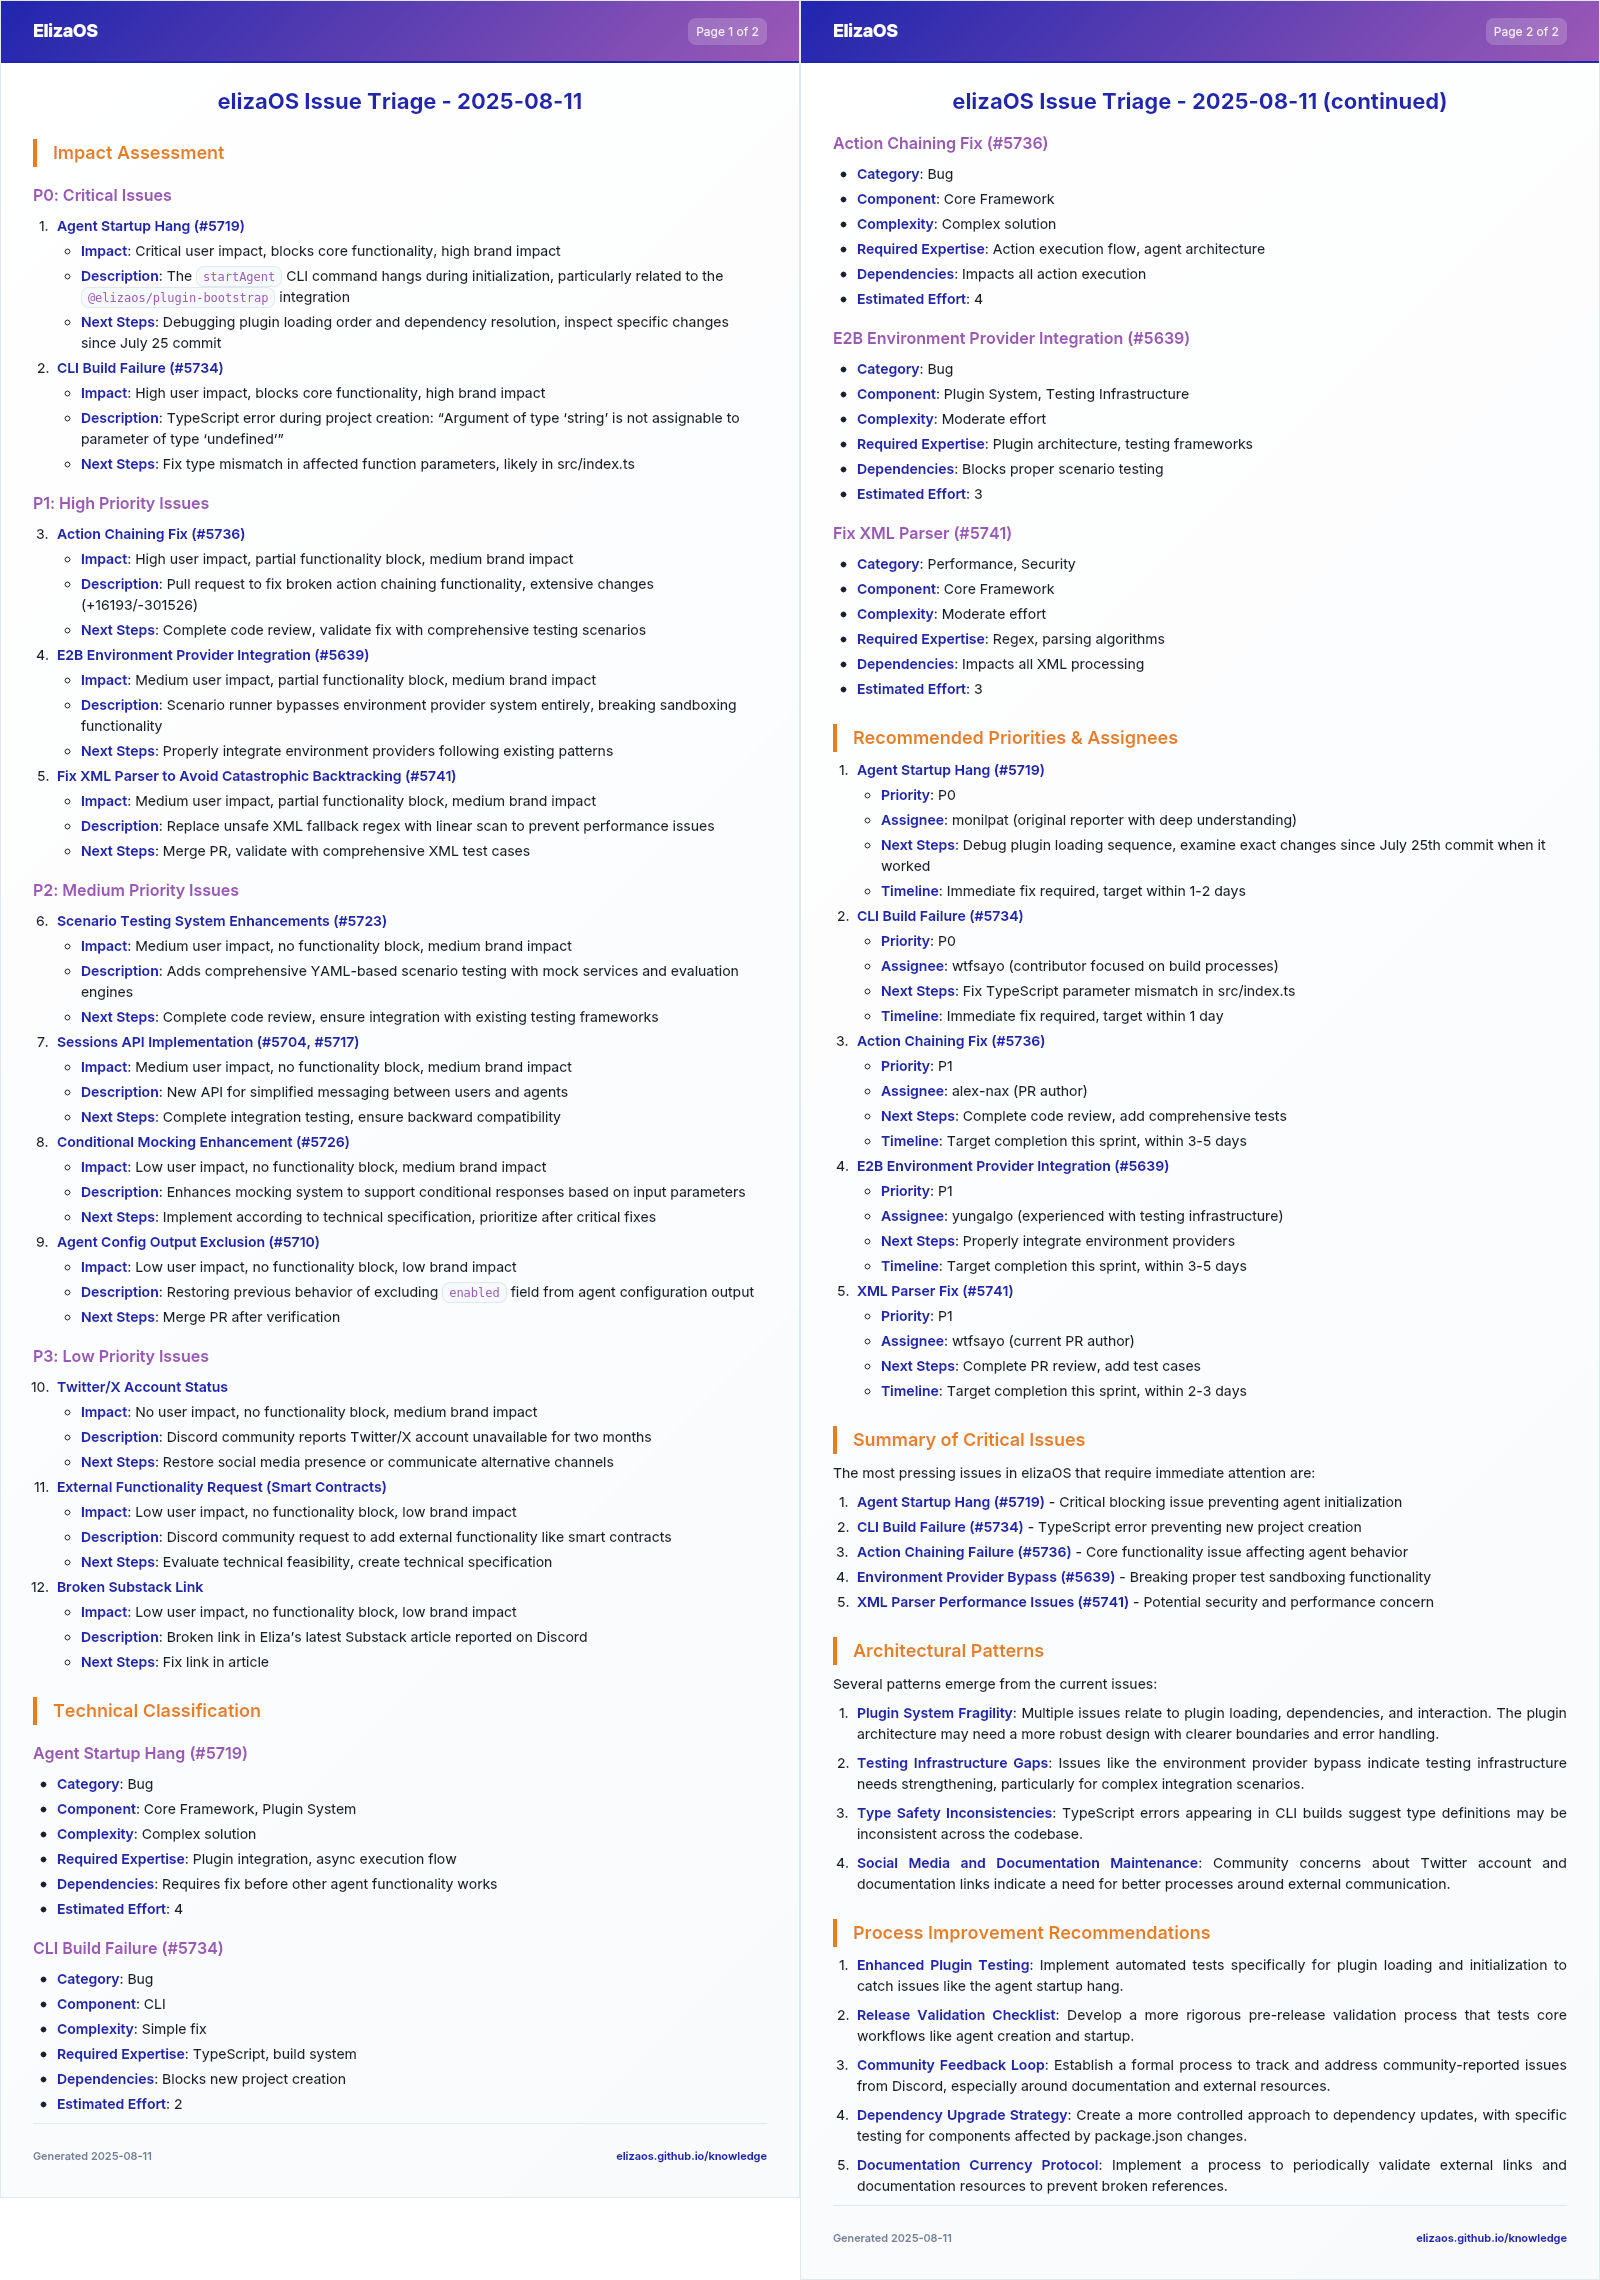 ElizaOS
Page 1 of 2
elizaOS Issue Triage - 2025-08-11
Impact Assessment
P0: Critical Issues
1. Agent Startup Hang (#5719)
◦ Impact: Critical user impact, blocks core functionality, high brand impact
◦ Description: The startAgent CLI command hangs during initialization, particularly related to the
@elizaos/plugin-bootstrap integration
◦ Next Steps: Debugging plugin loading order and dependency resolution, inspect specific changes
since July 25 commit
2. CLI Build Failure (#5734)
◦ Impact: High user impact, blocks core functionality, high brand impact
◦ Description: TypeScript error during project creation: “Argument of type ‘string’ is not assignable to
parameter of type ‘undefined’”
◦ Next Steps: Fix type mismatch in affected function parameters, likely in src/index.ts
P1: High Priority Issues
3. Action Chaining Fix (#5736)
◦ Impact: High user impact, partial functionality block, medium brand impact
◦ Description: Pull request to fix broken action chaining functionality, extensive changes
(+16193/-301526)
◦ Next Steps: Complete code review, validate fix with comprehensive testing scenarios
4. E2B Environment Provider Integration (#5639)
◦ Impact: Medium user impact, partial functionality block, medium brand impact
◦ Description: Scenario runner bypasses environment provider system entirely, breaking sandboxing
functionality
◦ Next Steps: Properly integrate environment providers following existing patterns
5. Fix XML Parser to Avoid Catastrophic Backtracking (#5741)
◦ Impact: Medium user impact, partial functionality block, medium brand impact
◦ Description: Replace unsafe XML fallback regex with linear scan to prevent performance issues
◦ Next Steps: Merge PR, validate with comprehensive XML test cases
P2: Medium Priority Issues
6. Scenario Testing System Enhancements (#5723)
◦ Impact: Medium user impact, no functionality block, medium brand impact
◦ Description: Adds comprehensive YAML-based scenario testing with mock services and evaluation
engines
◦ Next Steps: Complete code review, ensure integration with existing testing frameworks
7. Sessions API Implementation (#5704, #5717)
◦ Impact: Medium user impact, no functionality block, medium brand impact
◦ Description: New API for simplified messaging between users and agents
◦ Next Steps: Complete integration testing, ensure backward compatibility
8. Conditional Mocking Enhancement (#5726)
◦ Impact: Low user impact, no functionality block, medium brand impact
◦ Description: Enhances mocking system to support conditional responses based on input parameters
◦ Next Steps: Implement according to technical specification, prioritize after critical fixes
9. Agent Config Output Exclusion (#5710)
◦ Impact: Low user impact, no functionality block, low brand impact
◦ Description: Restoring previous behavior of excluding enabled field from agent configuration output
◦ Next Steps: Merge PR after verification
P3: Low Priority Issues
10. Twitter/X Account Status
◦ Impact: No user impact, no functionality block, medium brand impact
◦ Description: Discord community reports Twitter/X account unavailable for two months
◦ Next Steps: Restore social media presence or communicate alternative channels
11. External Functionality Request (Smart Contracts)
◦ Impact: Low user impact, no functionality block, low brand impact
◦ Description: Discord community request to add external functionality like smart contracts
◦ Next Steps: Evaluate technical feasibility, create technical specification
12. Broken Substack Link
◦ Impact: Low user impact, no functionality block, low brand impact
◦ Description: Broken link in Eliza’s latest Substack article reported on Discord
◦ Next Steps: Fix link in article
Technical Classification
Agent Startup Hang (#5719)
• Category: Bug
• Component: Core Framework, Plugin System
• Complexity: Complex solution
• Required Expertise: Plugin integration, async execution flow
• Dependencies: Requires fix before other agent functionality works
• Estimated Effort: 4
CLI Build Failure (#5734)
• Category: Bug
• Component: CLI
• Complexity: Simple fix
• Required Expertise: TypeScript, build system
• Dependencies: Blocks new project creation
• Estimated Effort: 2
Generated 2025-08-11
elizaos.github.io/knowledge
ElizaOS
Page 2 of 2
elizaOS Issue Triage - 2025-08-11 (continued)
Action Chaining Fix (#5736)
• Category: Bug
• Component: Core Framework
• Complexity: Complex solution
• Required Expertise: Action execution flow, agent architecture
• Dependencies: Impacts all action execution
• Estimated Effort: 4
E2B Environment Provider Integration (#5639)
• Category: Bug
• Component: Plugin System, Testing Infrastructure
• Complexity: Moderate effort
• Required Expertise: Plugin architecture, testing frameworks
• Dependencies: Blocks proper scenario testing
• Estimated Effort: 3
Fix XML Parser (#5741)
• Category: Performance, Security
• Component: Core Framework
• Complexity: Moderate effort
• Required Expertise: Regex, parsing algorithms
• Dependencies: Impacts all XML processing
• Estimated Effort: 3
Recommended Priorities & Assignees
1. Agent Startup Hang (#5719)
◦ Priority: P0
◦ Assignee: monilpat (original reporter with deep understanding)
◦ Next Steps: Debug plugin loading sequence, examine exact changes since July 25th commit when it
worked
◦ Timeline: Immediate fix required, target within 1-2 days
2. CLI Build Failure (#5734)
◦ Priority: P0
◦ Assignee: wtfsayo (contributor focused on build processes)
◦ Next Steps: Fix TypeScript parameter mismatch in src/index.ts
◦ Timeline: Immediate fix required, target within 1 day
3. Action Chaining Fix (#5736)
◦ Priority: P1
◦ Assignee: alex-nax (PR author)
◦ Next Steps: Complete code review, add comprehensive tests
◦ Timeline: Target completion this sprint, within 3-5 days
4. E2B Environment Provider Integration (#5639)
◦ Priority: P1
◦ Assignee: yungalgo (experienced with testing infrastructure)
◦ Next Steps: Properly integrate environment providers
◦ Timeline: Target completion this sprint, within 3-5 days
5. XML Parser Fix (#5741)
◦ Priority: P1
◦ Assignee: wtfsayo (current PR author)
◦ Next Steps: Complete PR review, add test cases
◦ Timeline: Target completion this sprint, within 2-3 days
Summary of Critical Issues
The most pressing issues in elizaOS that require immediate attention are:
1. Agent Startup Hang (#5719) - Critical blocking issue preventing agent initialization
2. CLI Build Failure (#5734) - TypeScript error preventing new project creation
3. Action Chaining Failure (#5736) - Core functionality issue affecting agent behavior
4. Environment Provider Bypass (#5639) - Breaking proper test sandboxing functionality
5. XML Parser Performance Issues (#5741) - Potential security and performance concern
Architectural Patterns
Several patterns emerge from the current issues:
1. Plugin System Fragility: Multiple issues relate to plugin loading, dependencies, and interaction. The plugin
architecture may need a more robust design with clearer boundaries and error handling.
2. Testing Infrastructure Gaps: Issues like the environment provider bypass indicate testing infrastructure
needs strengthening, particularly for complex integration scenarios.
3. Type Safety Inconsistencies: TypeScript errors appearing in CLI builds suggest type definitions may be
inconsistent across the codebase.
4. Social Media and Documentation Maintenance: Community concerns about Twitter account and
documentation links indicate a need for better processes around external communication.
Process Improvement Recommendations
1. Enhanced Plugin Testing: Implement automated tests specifically for plugin loading and initialization to
catch issues like the agent startup hang.
2. Release Validation Checklist: Develop a more rigorous pre-release validation process that tests core
workflows like agent creation and startup.
3. Community Feedback Loop: Establish a formal process to track and address community-reported issues
from Discord, especially around documentation and external resources.
4. Dependency Upgrade Strategy: Create a more controlled approach to dependency updates, with specific
testing for components affected by package.json changes.
5. Documentation Currency Protocol: Implement a process to periodically validate external links and
documentation resources to prevent broken references.
Generated 2025-08-11
elizaos.github.io/knowledge